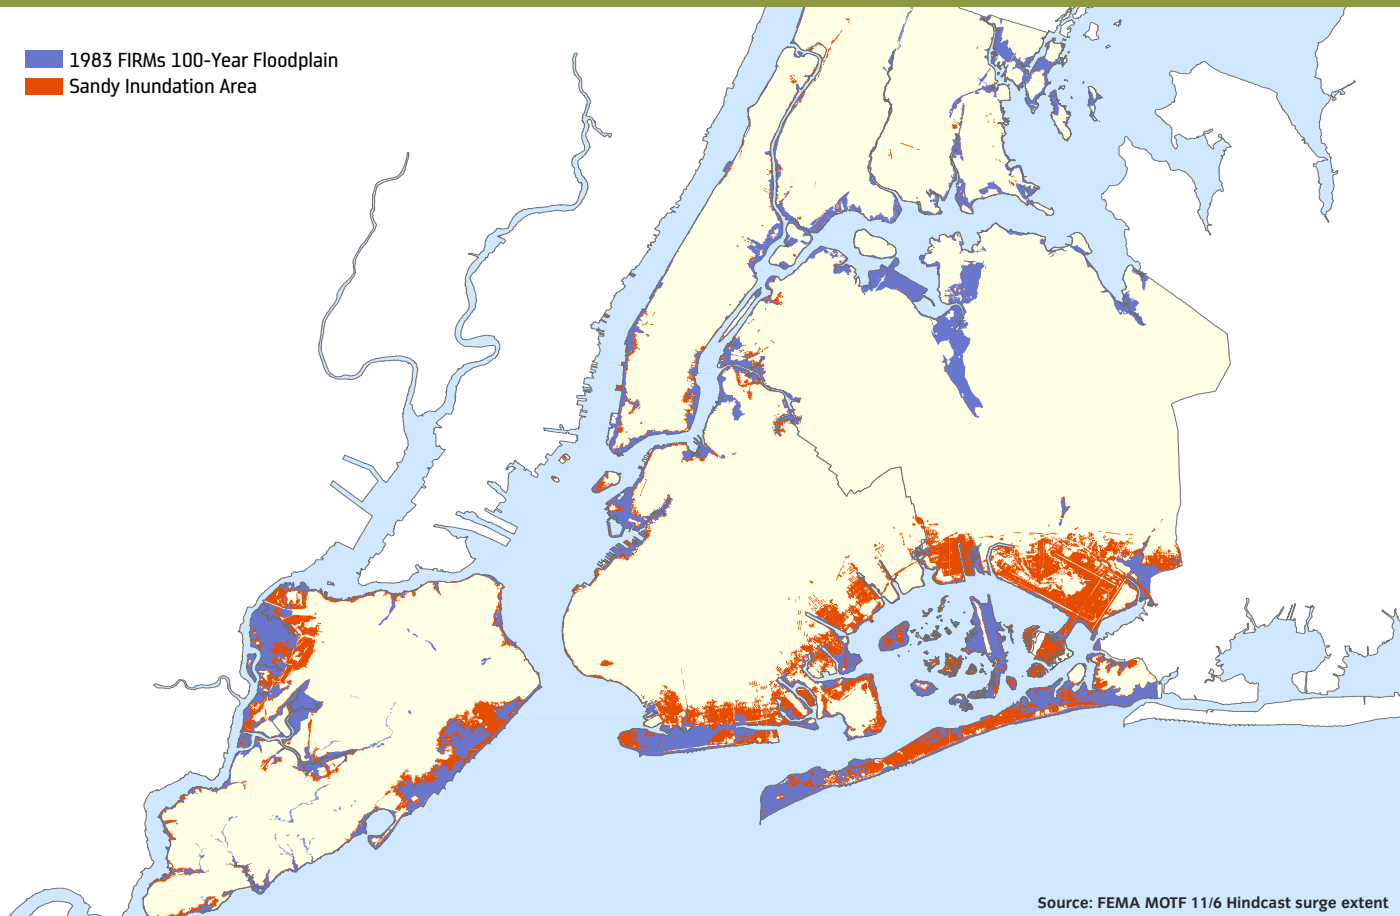 1983 FIRMs 100-Year Floodplain
Sandy Inundation Area
Source: FEMA MOTF 11/6 Hindcast surge extent